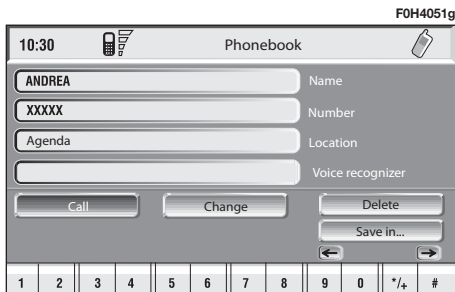 F0H4051g
10:30 Phonebook
ANDREA Name
XXXXX Number
Agenda Location
Voice recognizer
Call Change Delete
Save in...
1 2 3 4 5 6 7 8 9 0 */+ #